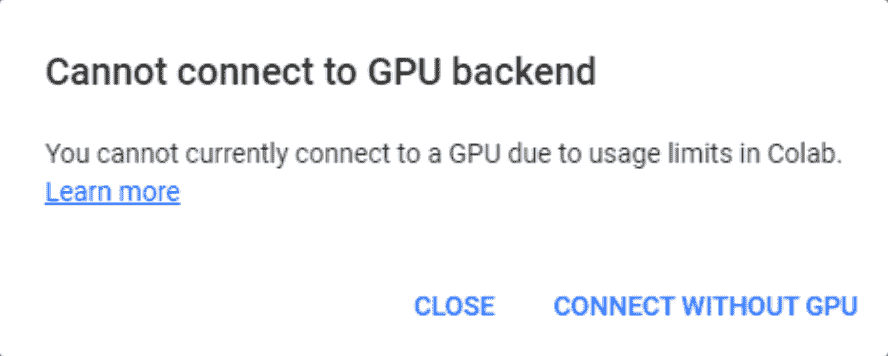 Cannot connect to GPU backend
You cannot currently connect to a GPU due to usage limits in Colab.
Learn more
CLOSE CONNECT WITHOUT GPU